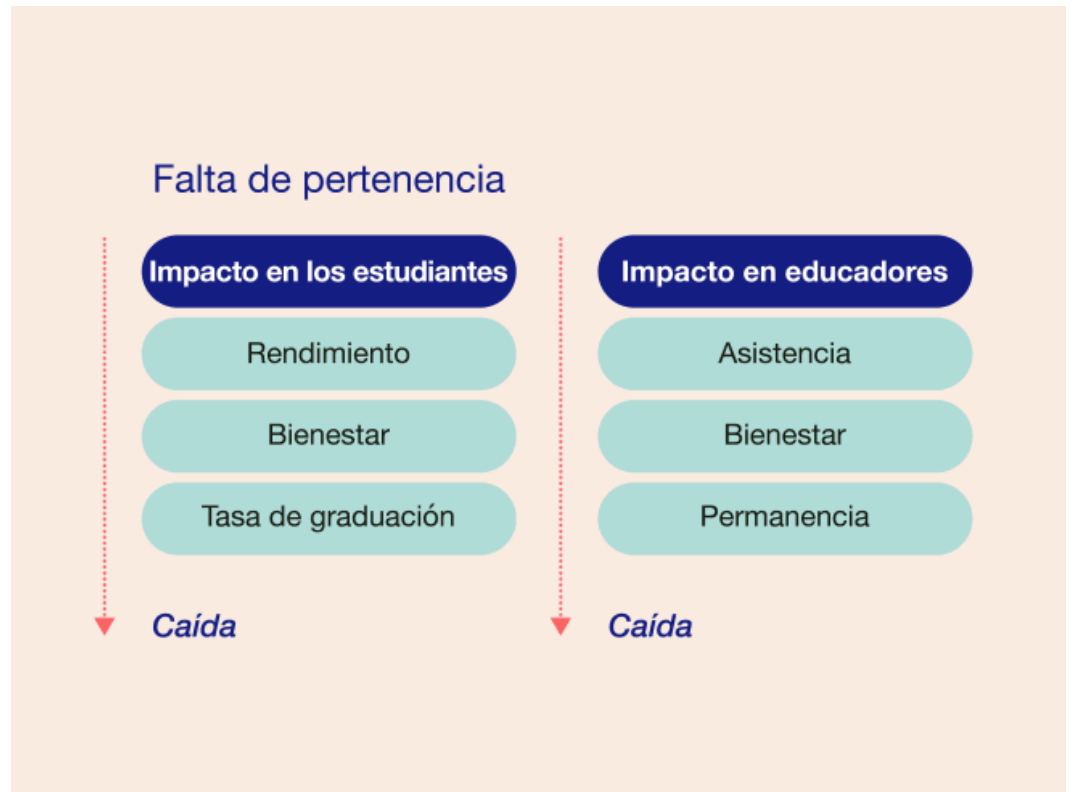 Falta de pertenencia
Impacto en los estudiantes
Rendimiento
Bienestar
Tasa de graduación
Caída
Impacto en educadores
Asistencia
Bienestar
Permanencia
Caída